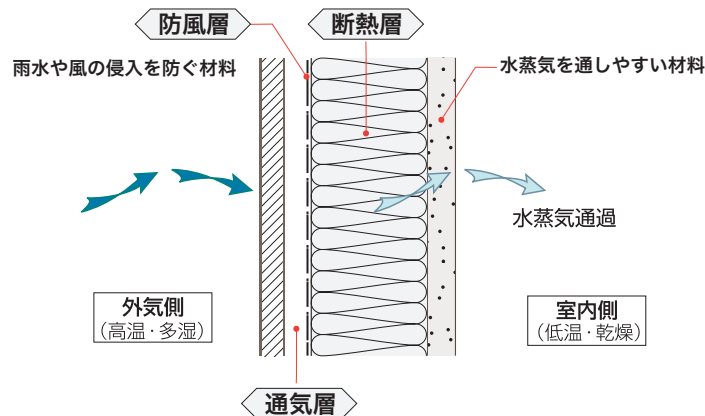 防風層
断熱層
雨水や風の侵入を防ぐ材料
水蒸気を通しやすい材料
水蒸気通過
外気側
(高温・多湿)
室内側
(低温・乾燥)
通気層